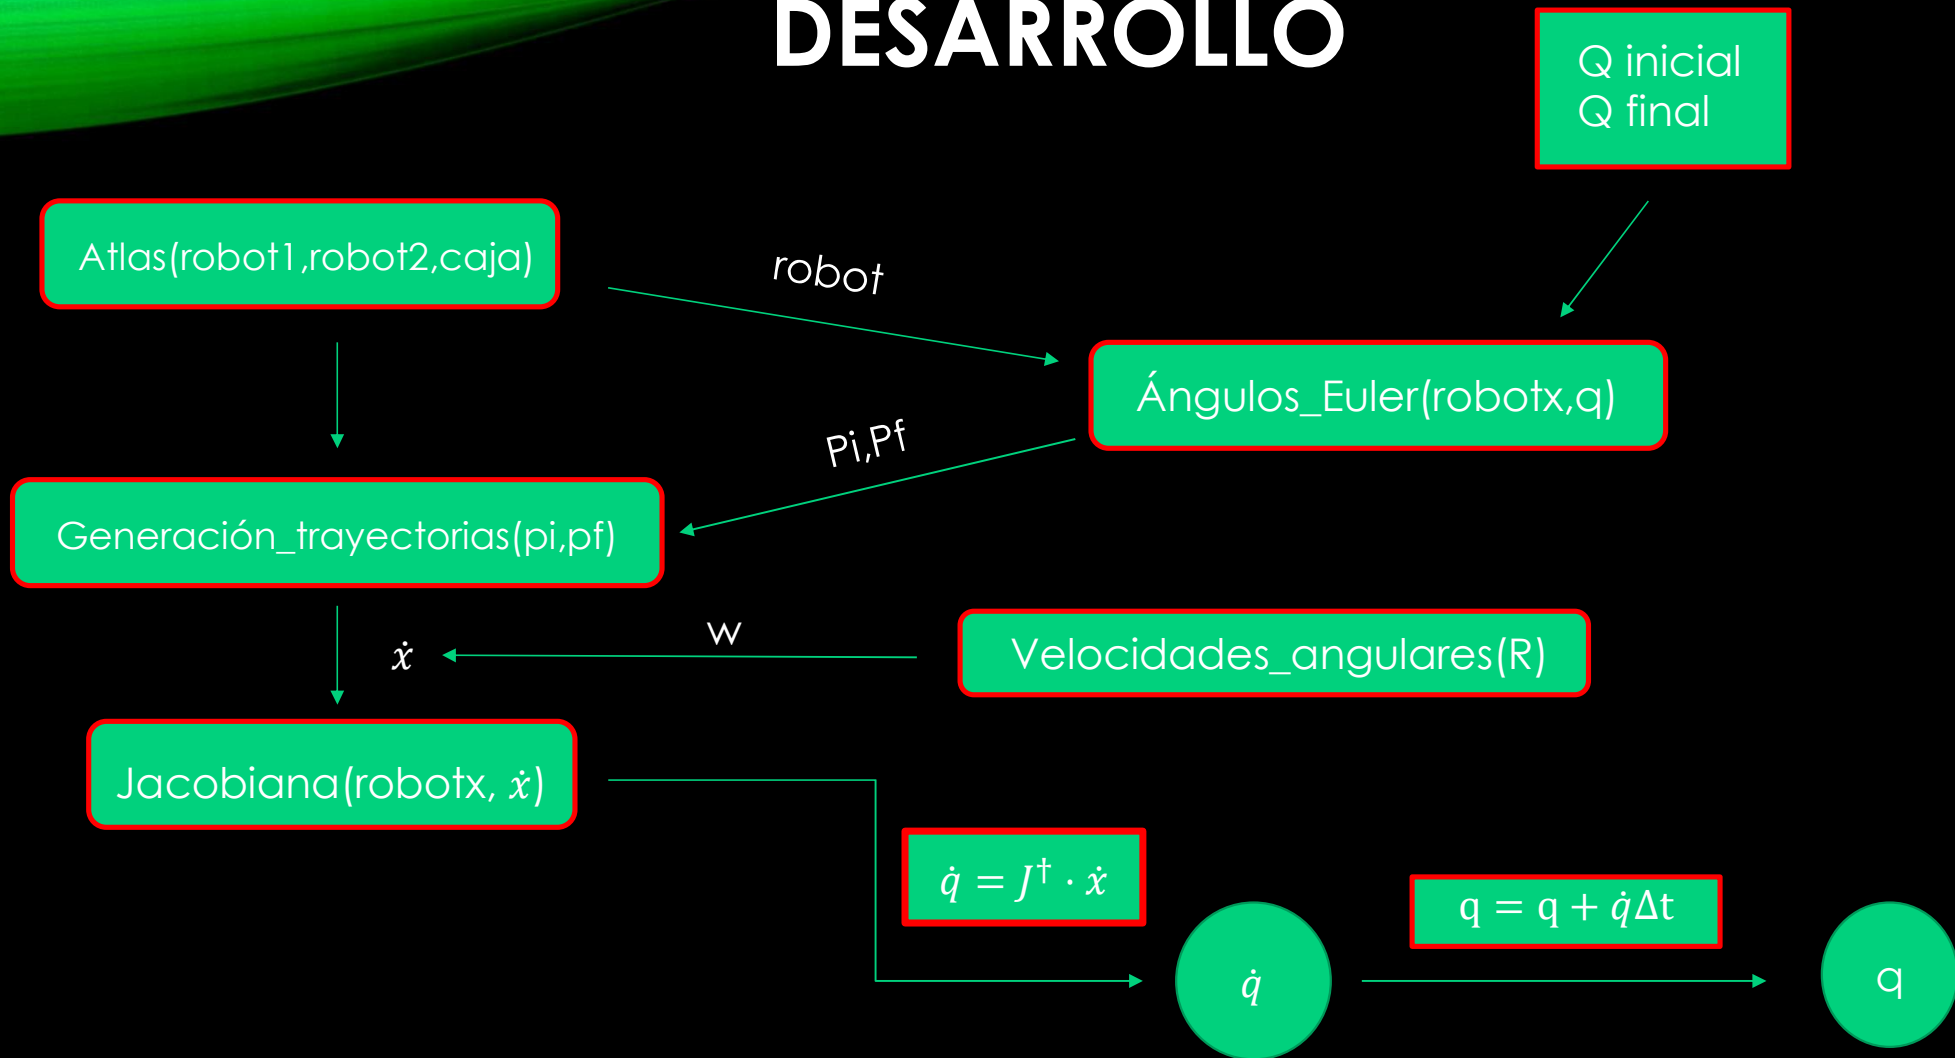 DESARROLLO
Q inicial
Q final
Atlas(robot1,robot2,caja)
robot
Ángulos_Euler(robotx,q)
Pi,Pf
Generación_trayectorias(pi,pf)
w
ẋ
Velocidades_angulares(R)
Jacobiana(robotx, ẋ)
q̇ = J† · ẋ
q = q + q̇Δt
q̇
q